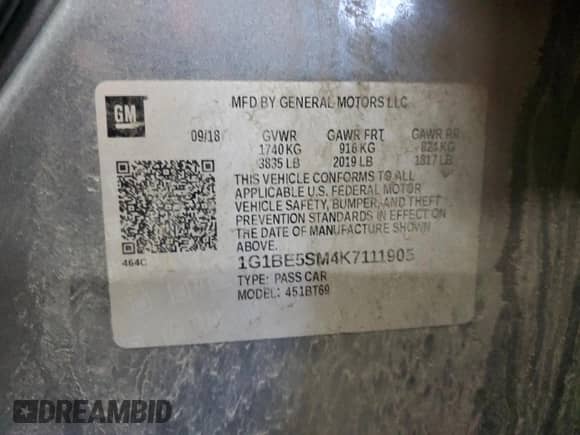 GM
MFD BY GENERAL MOTORS LLC
09/18 GVWR GAWR FRT GAWR RR
1740 KG 916 KG 824 KG
3835 LB 2019 LB 1817 LB
THIS VEHICLE CONFORMS TO ALL
APPLICABLE U.S. FEDERAL MOTOR
VEHICLE SAFETY, BUMPER, AND THEFT
PREVENTION STANDARDS IN EFFECT ON
THE DATE OF MANUFACTURE SHOWN
ABOVE.
464C
1G1BE5SM4K7111905
TYPE: PASS CAR
MODEL: 451BT69
DREAMBID